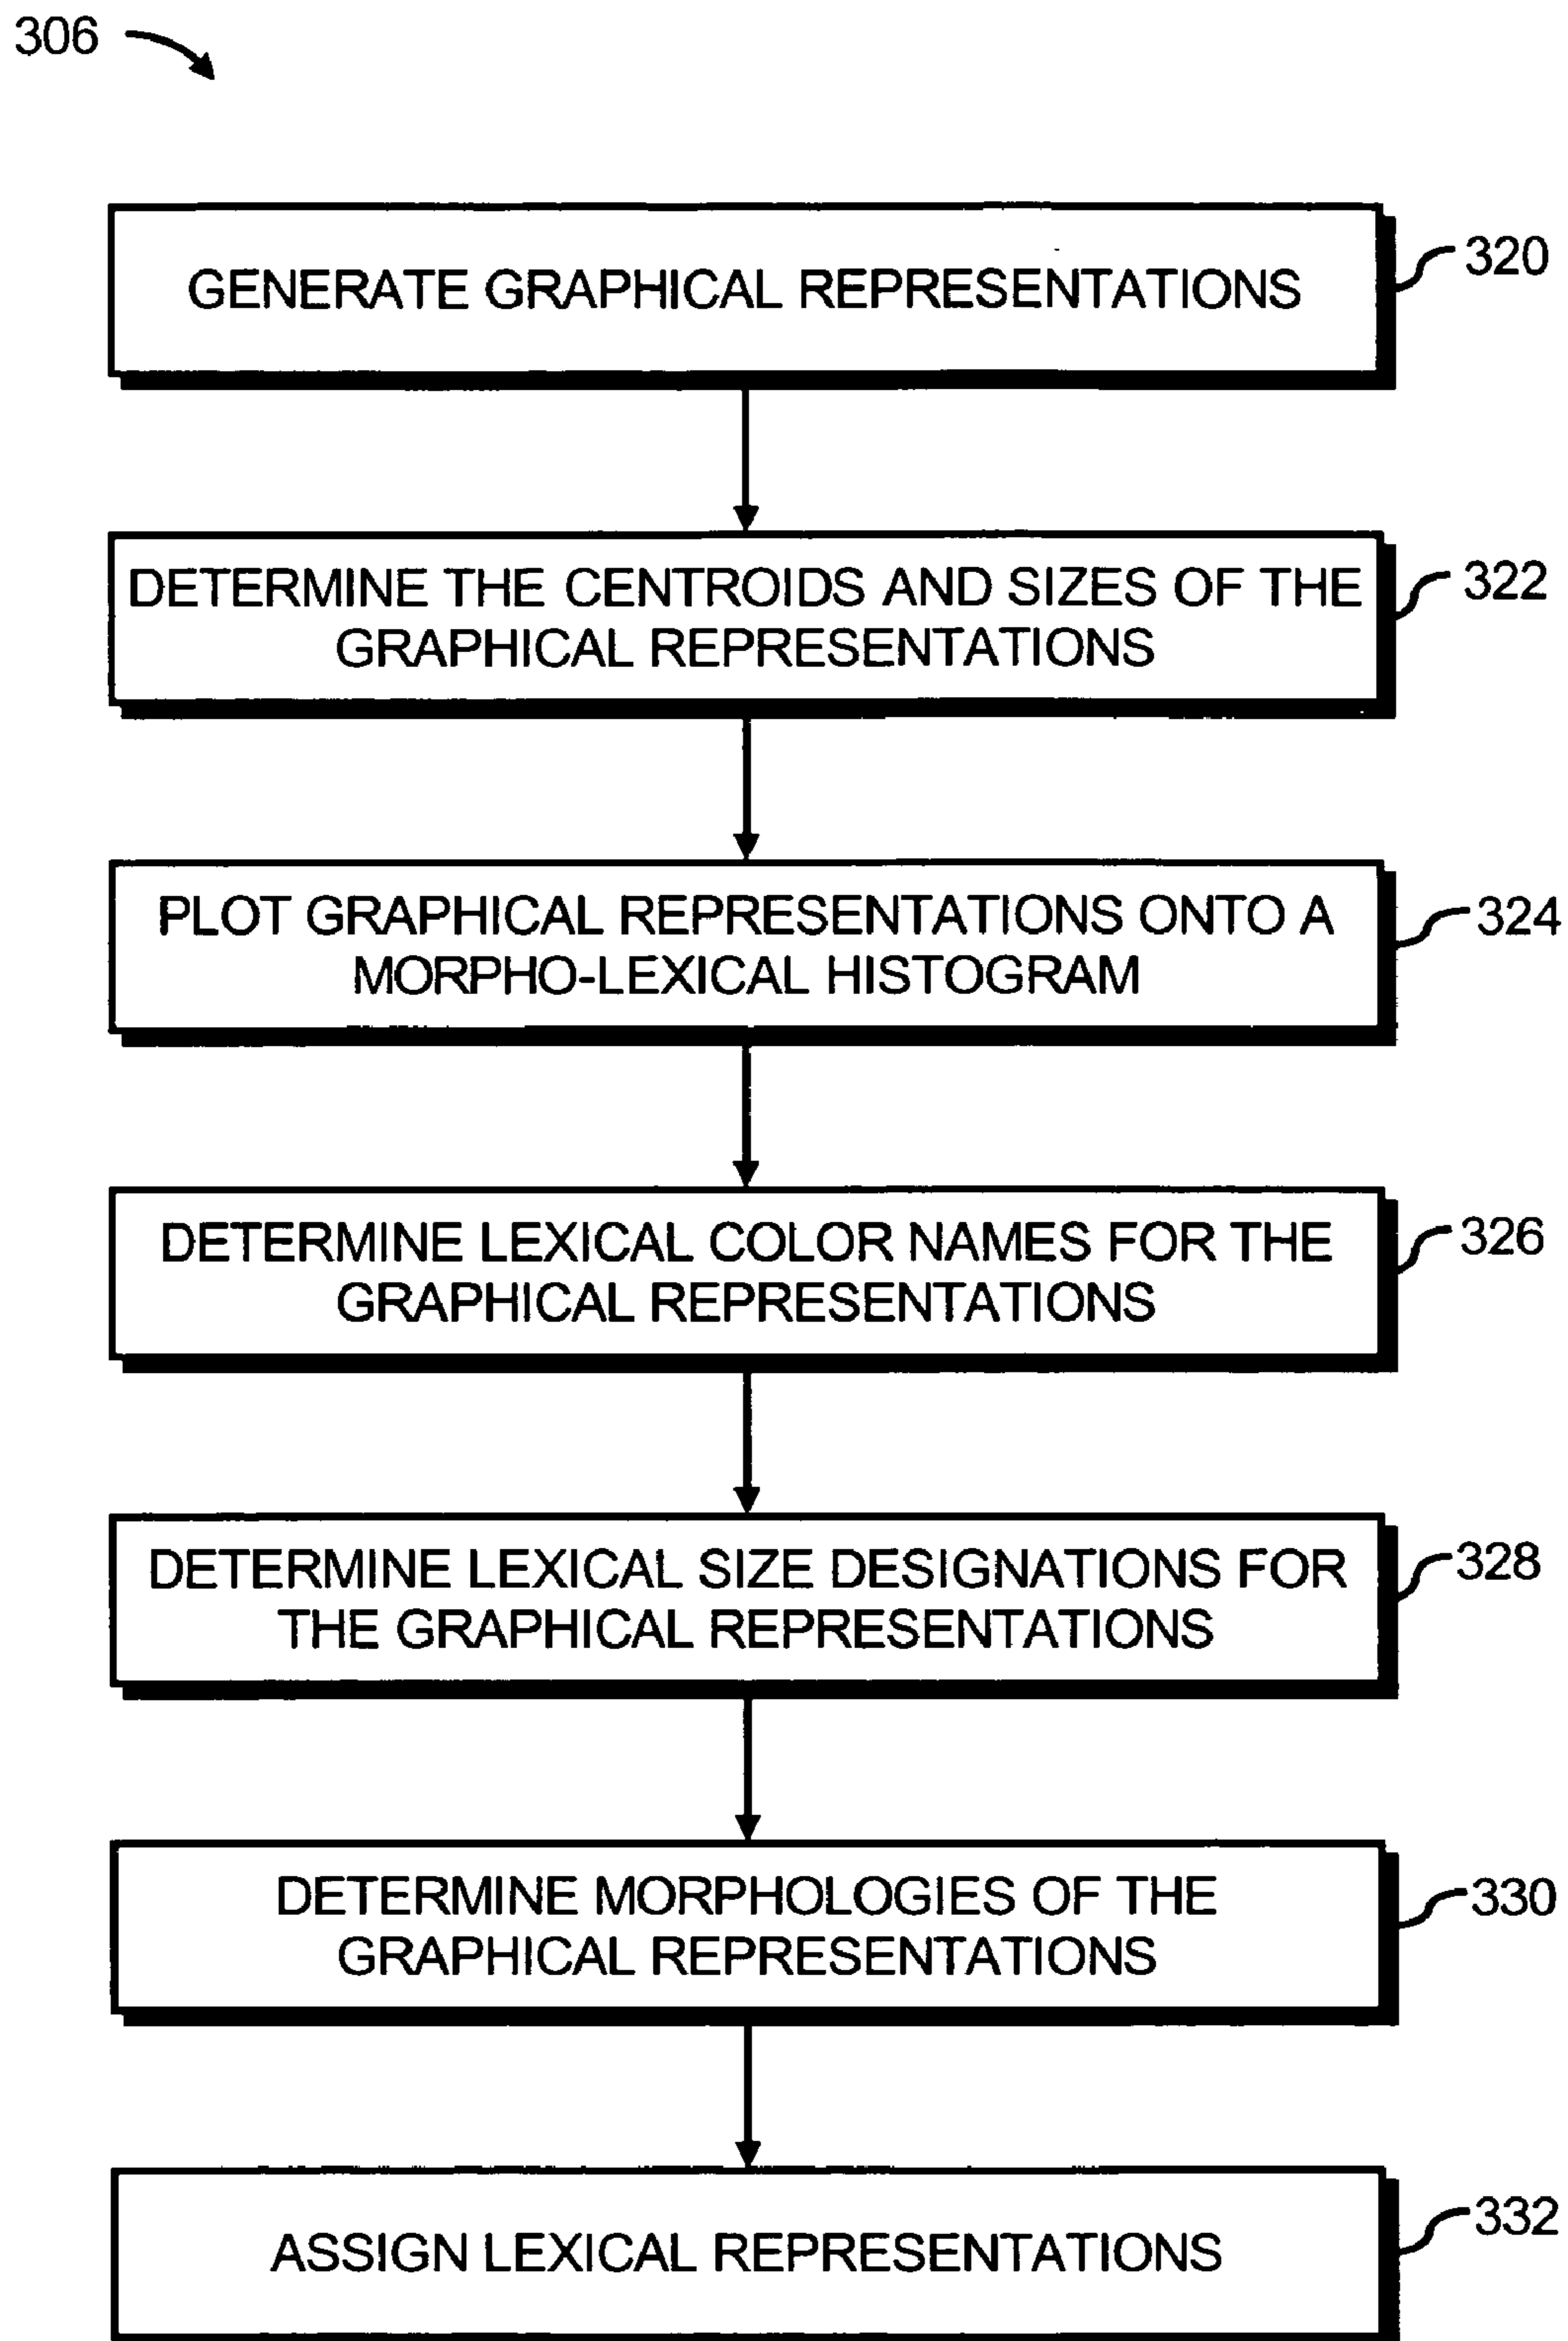 306
GENERATE GRAPHICAL REPRESENTATIONS
320
DETERMINE THE CENTROIDS AND SIZES OF THE
GRAPHICAL REPRESENTATIONS
322
PLOT GRAPHICAL REPRESENTATIONS ONTO A
MORPHO-LEXICAL HISTOGRAM
324
DETERMINE LEXICAL COLOR NAMES FOR THE
GRAPHICAL REPRESENTATIONS
326
DETERMINE LEXICAL SIZE DESIGNATIONS FOR
THE GRAPHICAL REPRESENTATIONS
328
DETERMINE MORPHOLOGIES OF THE
GRAPHICAL REPRESENTATIONS
330
ASSIGN LEXICAL REPRESENTATIONS
332